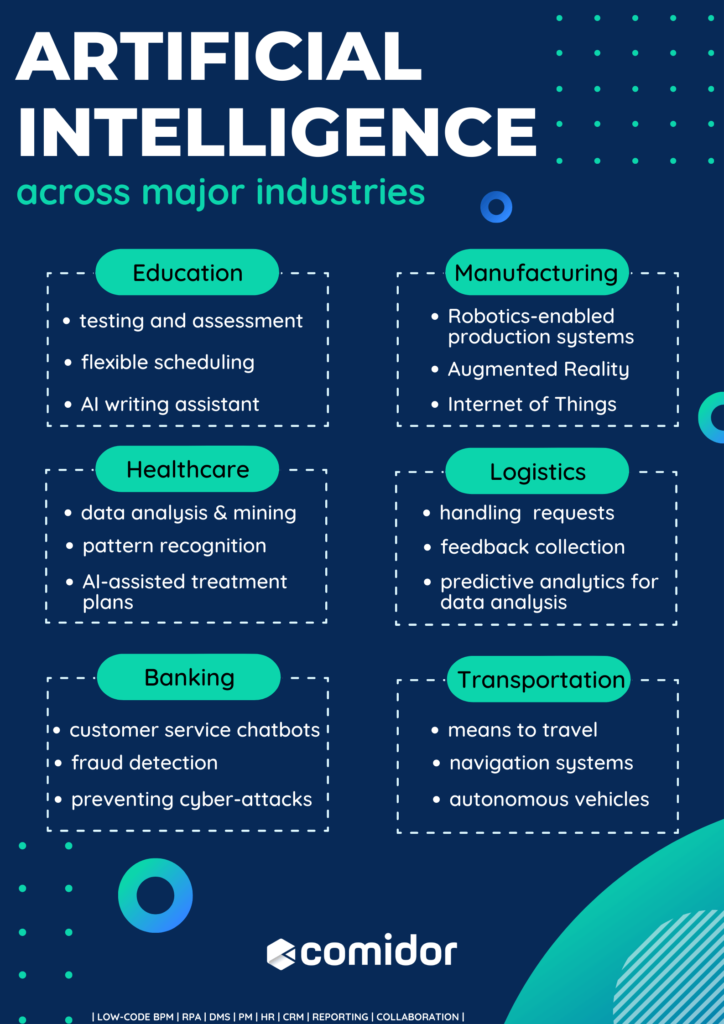 ARTIFICIAL
INTELLIGENCE
across major industries
Education
• testing and assessment
• flexible scheduling
• AI writing assistant
Manufacturing
• Robotics-enabled
production systems
• Augmented Reality
• Internet of Things
Healthcare
• data analysis & mining
• pattern recognition
• AI-assisted treatment
plans
Logistics
• handling requests
• feedback collection
• predictive analytics for
data analysis
Banking
• customer service chatbots
• fraud detection
• preventing cyber-attacks
Transportation
• means to travel
• navigation systems
• autonomous vehicles
comidor
| LOW-CODE BPM | RPA | DMS | PM | HR | CRM | REPORTING | COLLABORATION |